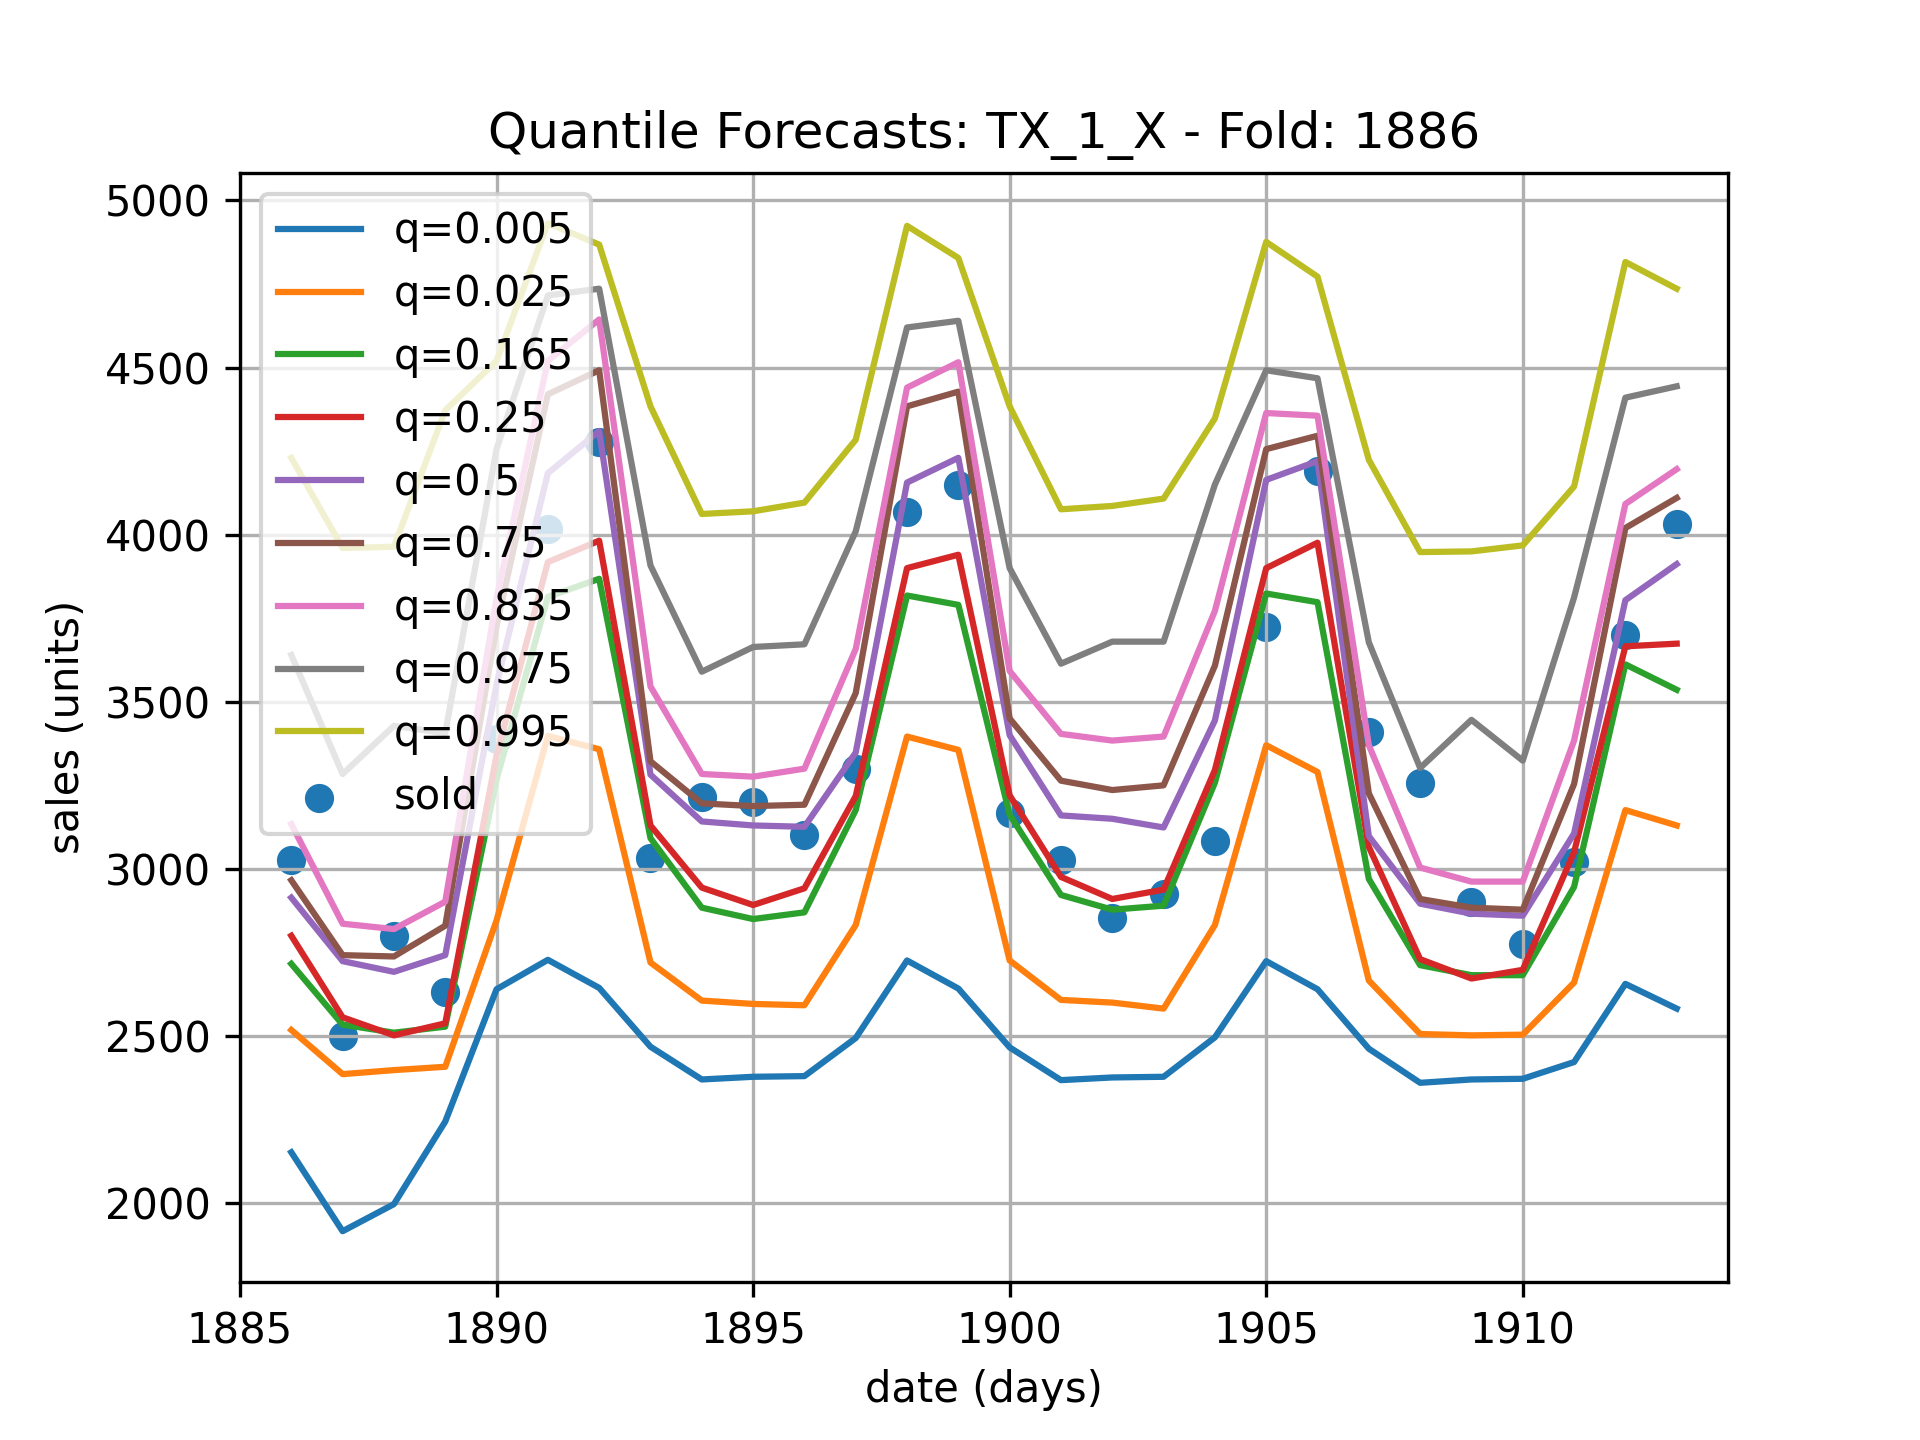 Quantile Forecasts: TX_1_X - Fold: 1886
5000
4500
4000
3500
3000
2500
2000
sales (units)
q=0.005
q=0.025
q=0.165
q=0.25
q=0.5
q=0.75
q=0.835
q=0.975
q=0.995
sold
1885 1890 1895 1900 1905 1910
date (days)